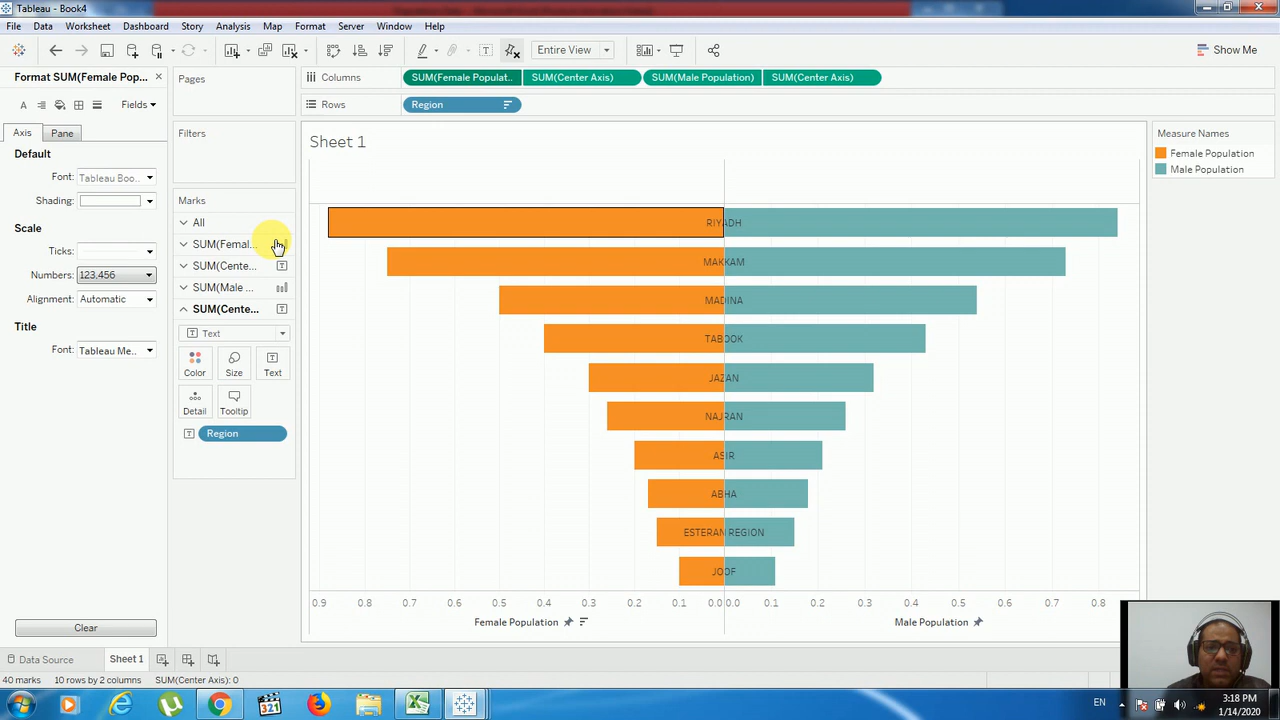 Tableau - Book4
File Data Worksheet Dashboard Story Analysis Map Format Server Window Help
Entire View
Show Me
Format SUM(Female Pop...
Fields
Axis Pane
Default
Font: Tableau Boo..
Shading:
Scale
Ticks:
Numbers: 123,456
Alignment: Automatic
Title
Font: Tableau Me..
Clear
Pages
Filters
Marks
All
SUM(Femal..
SUM(Cente...
SUM(Male ...
SUM(Cente...
Text
Color Size Text
Detail Tooltip
Region
Columns SUM(Female Populat.. SUM(Center Axis) SUM(Male Population) SUM(Center Axis)
Rows Region
Sheet 1
RIYADH
MAKKAM
MADINA
TABOOK
JAZAN
NAJRAN
ASIR
ABHA
ESTERAN REGION
JOOF
0.9 0.8 0.7 0.6 0.5 0.4 0.3 0.2 0.1 0.0 0.0 0.1 0.2 0.3 0.4 0.5 0.6 0.7 0.8
Female Population Male Population
Measure Names
Female Population
Male Population
Data Source Sheet 1
40 marks 10 rows by 2 columns SUM(Center Axis): 0
321
EN
3:18 PM
1/14/2020